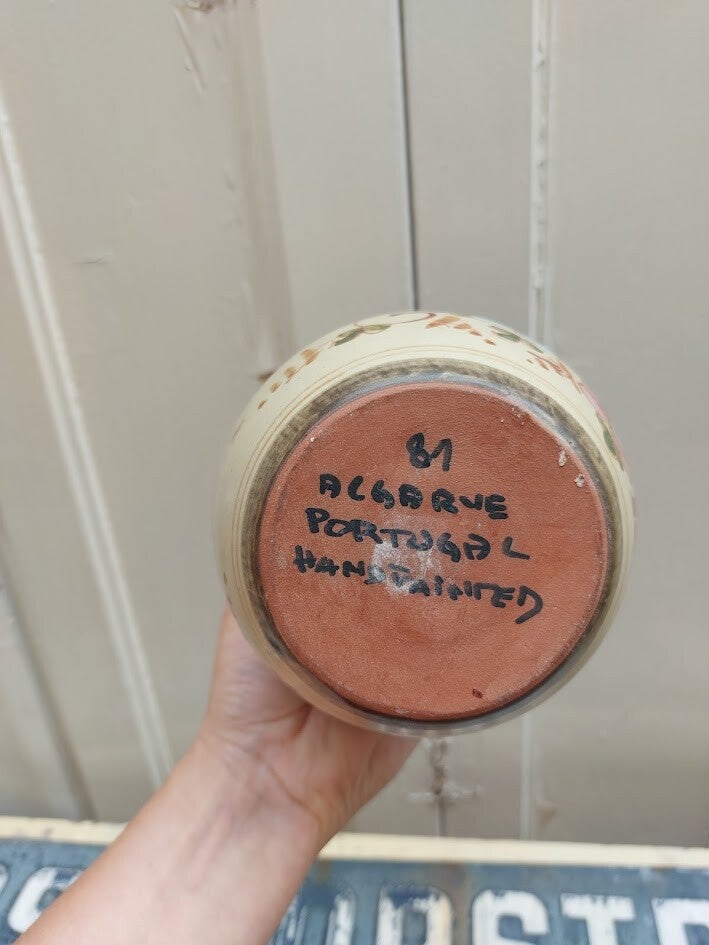 81
ALGARVE
PORTUGAL
HANDPAINTED